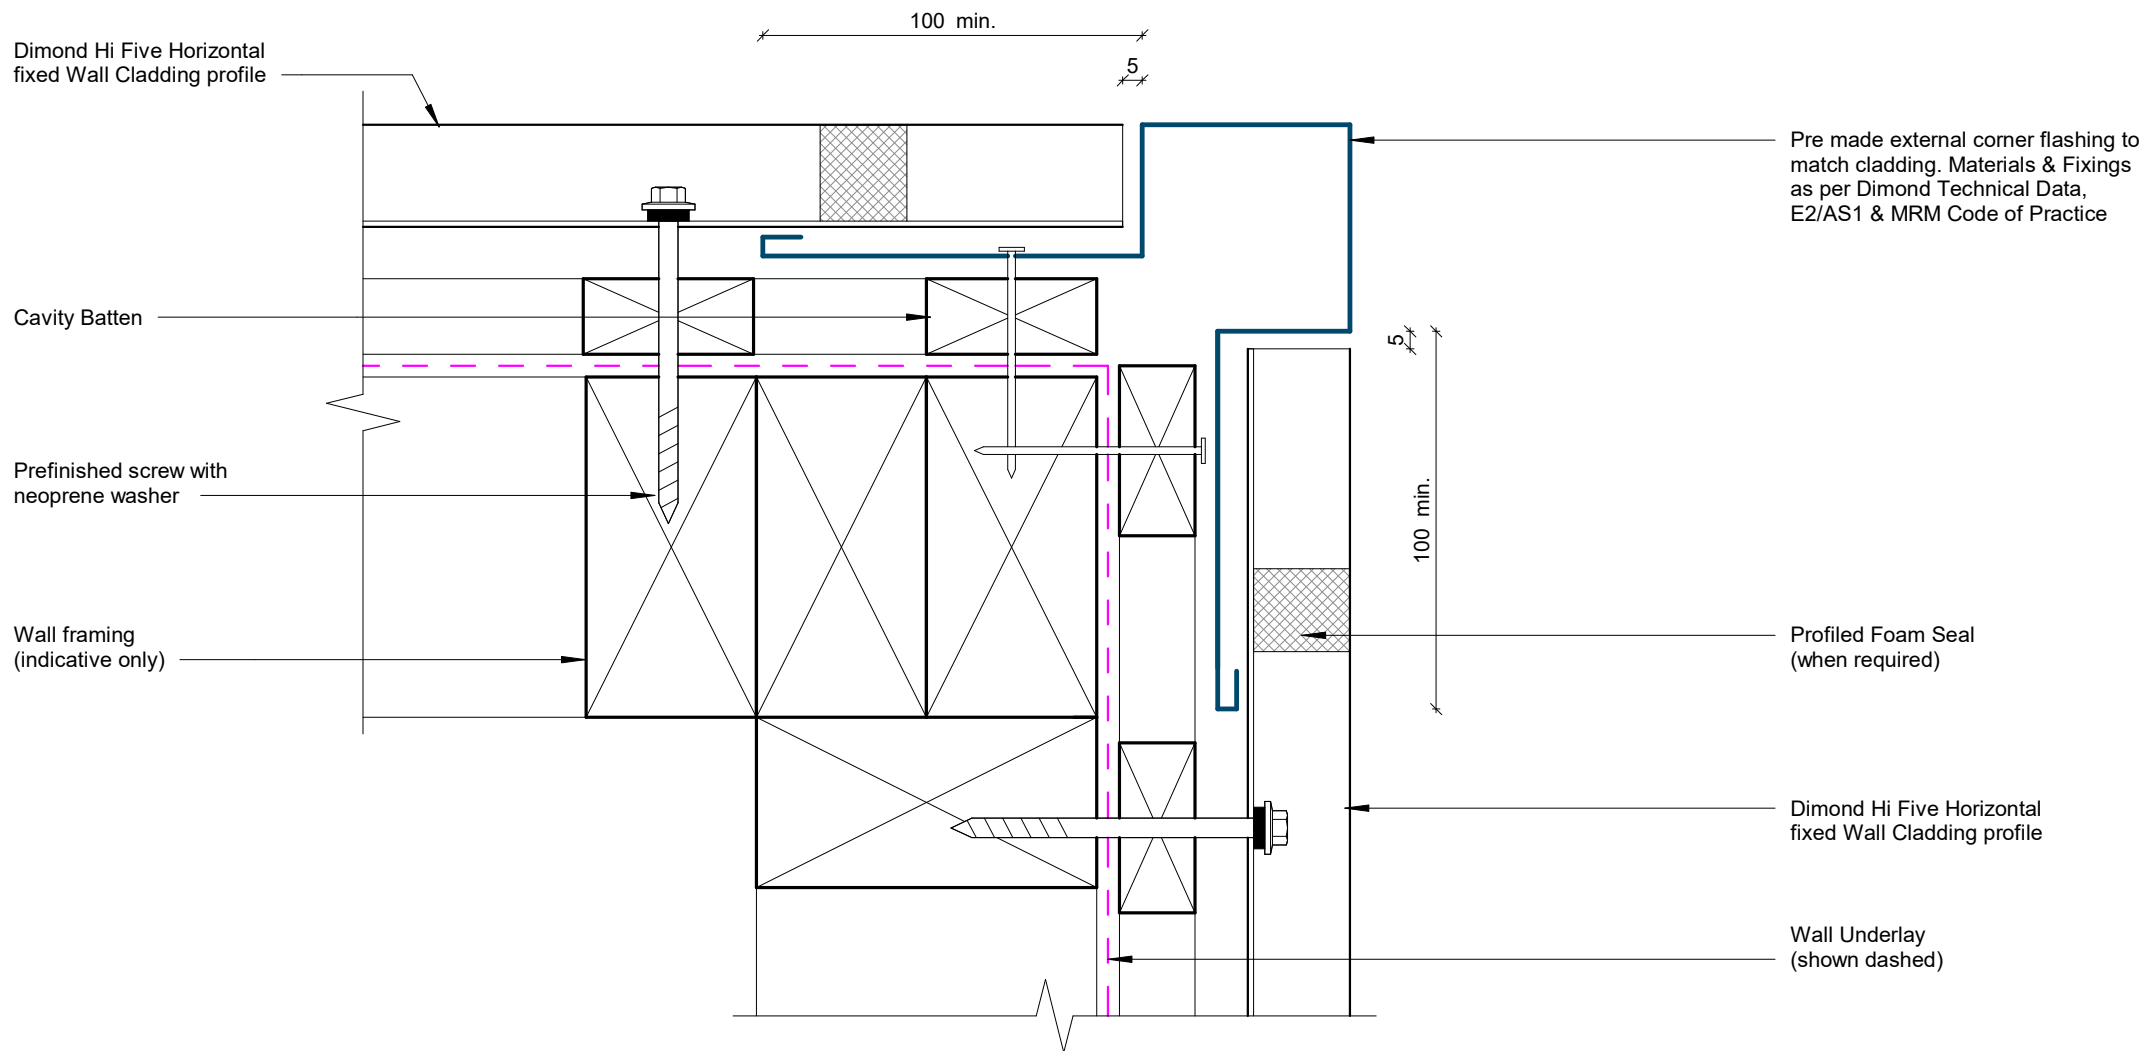 100 min.
5
Dimond Hi Five Horizontal
fixed Wall Cladding profile
Pre made external corner flashing to
match cladding. Materials & Fixings
as per Dimond Technical Data,
E2/AS1 & MRM Code of Practice
Cavity Batten
5
Prefinished screw with
neoprene washer
100 min.
Wall framing
(indicative only)
Profiled Foam Seal
(when required)
Dimond Hi Five Horizontal
fixed Wall Cladding profile
Wall Underlay
(shown dashed)